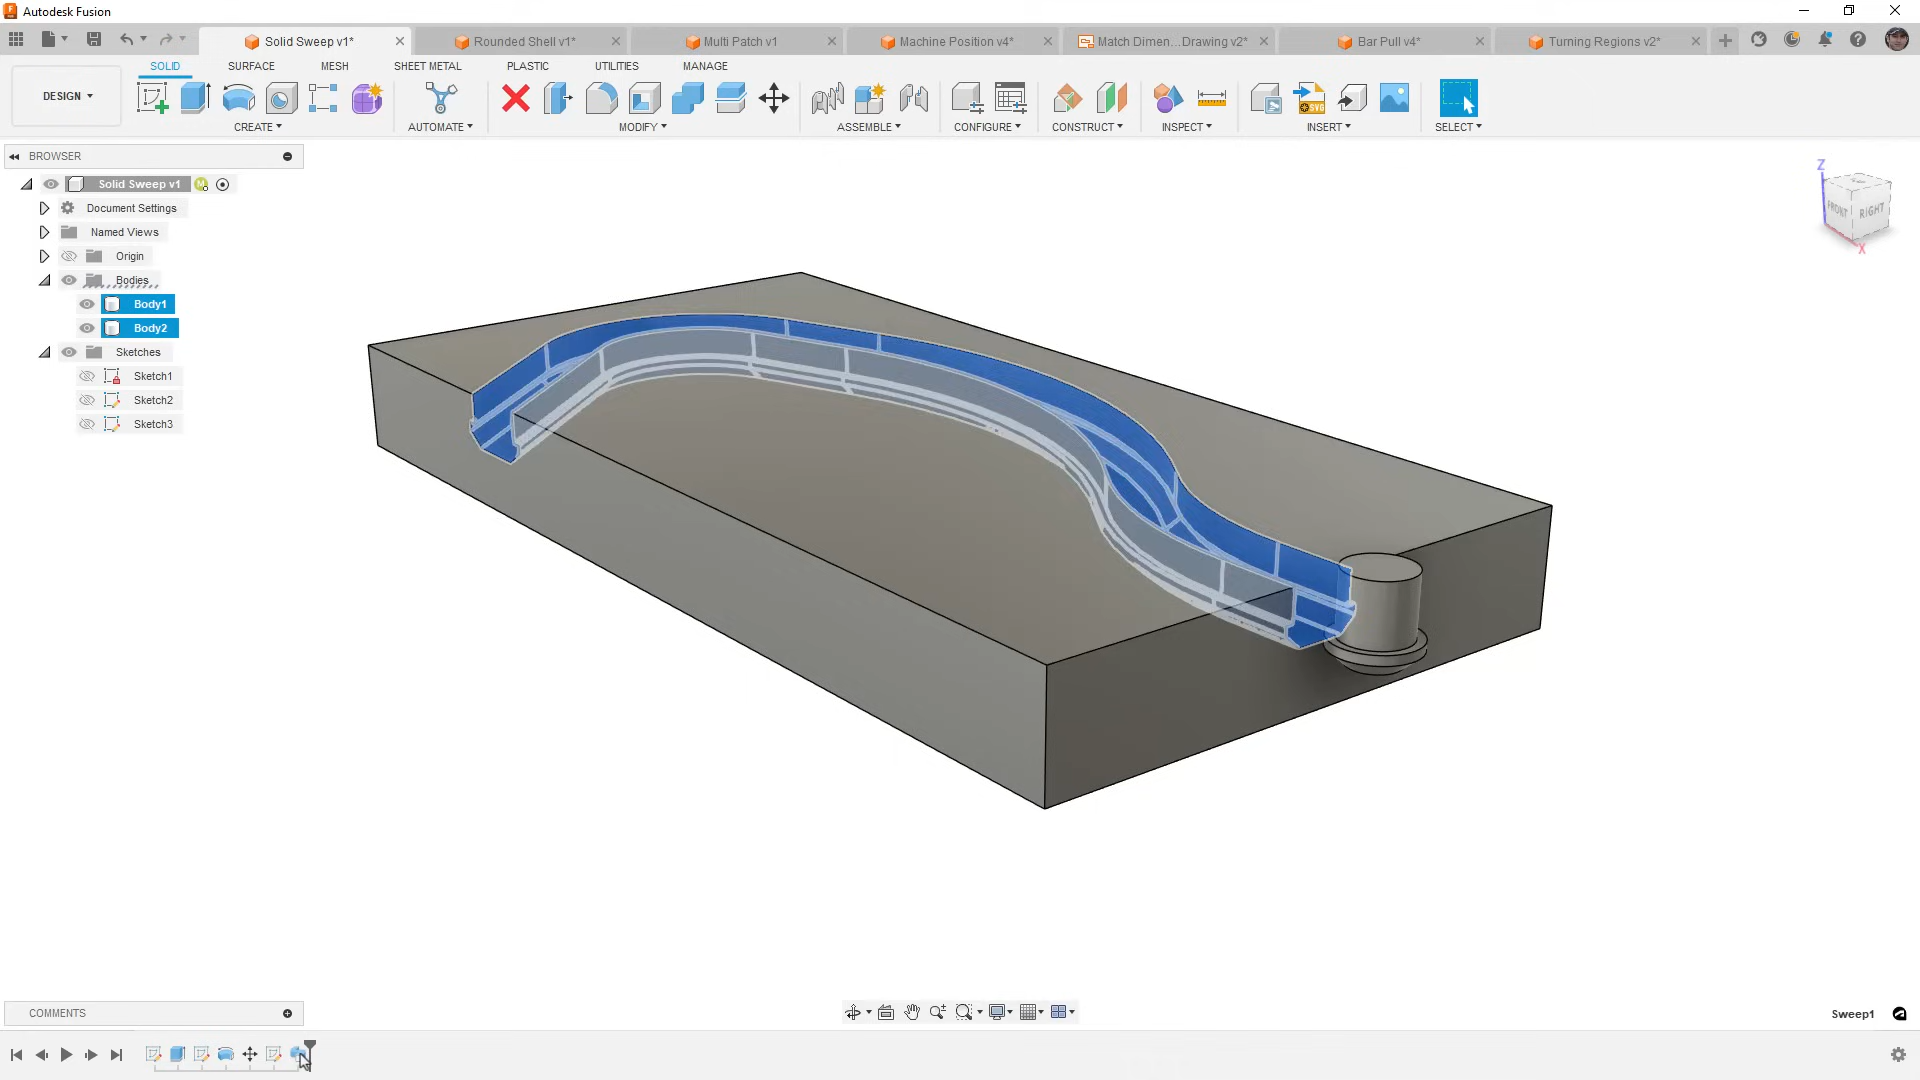 Autodesk Fusion
Solid Sweep v1*
Rounded Shell v1*
Multi Patch v1
Machine Position v4*
Match Dimen...Drawing v2*
Bar Pull v4*
Turning Regions v2*
SOLID
SURFACE
MESH
SHEET METAL
PLASTIC
UTILITIES
MANAGE
DESIGN
CREATE
AUTOMATE
MODIFY
ASSEMBLE
CONFIGURE
CONSTRUCT
INSPECT
INSERT
SELECT
SVG
BROWSER
Solid Sweep v1
Document Settings
Named Views
Origin
Bodies
Body1
Body2
Sketches
Sketch1
Sketch2
Sketch3
Z
FRONT
RIGHT
X
COMMENTS
Sweep1